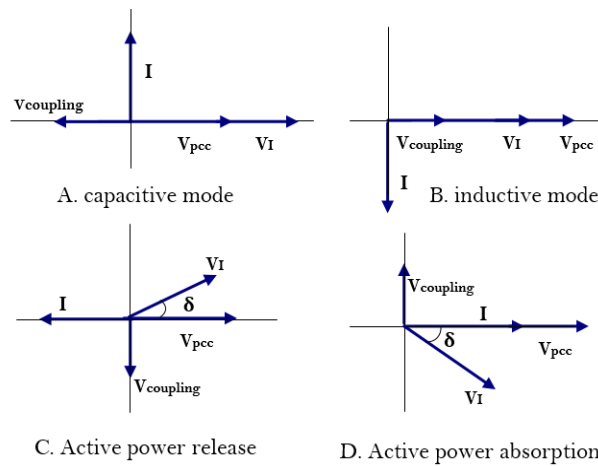 I
Vcoupling
Vpcc
VI
A. capacitive mode
Vcoupling
VI
Vpcc
I
B. inductive mode
VI
I
δ
Vpcc
Vcoupling
C. Active power release
Vcoupling
I
δ
Vpcc
VI
D. Active power absorption